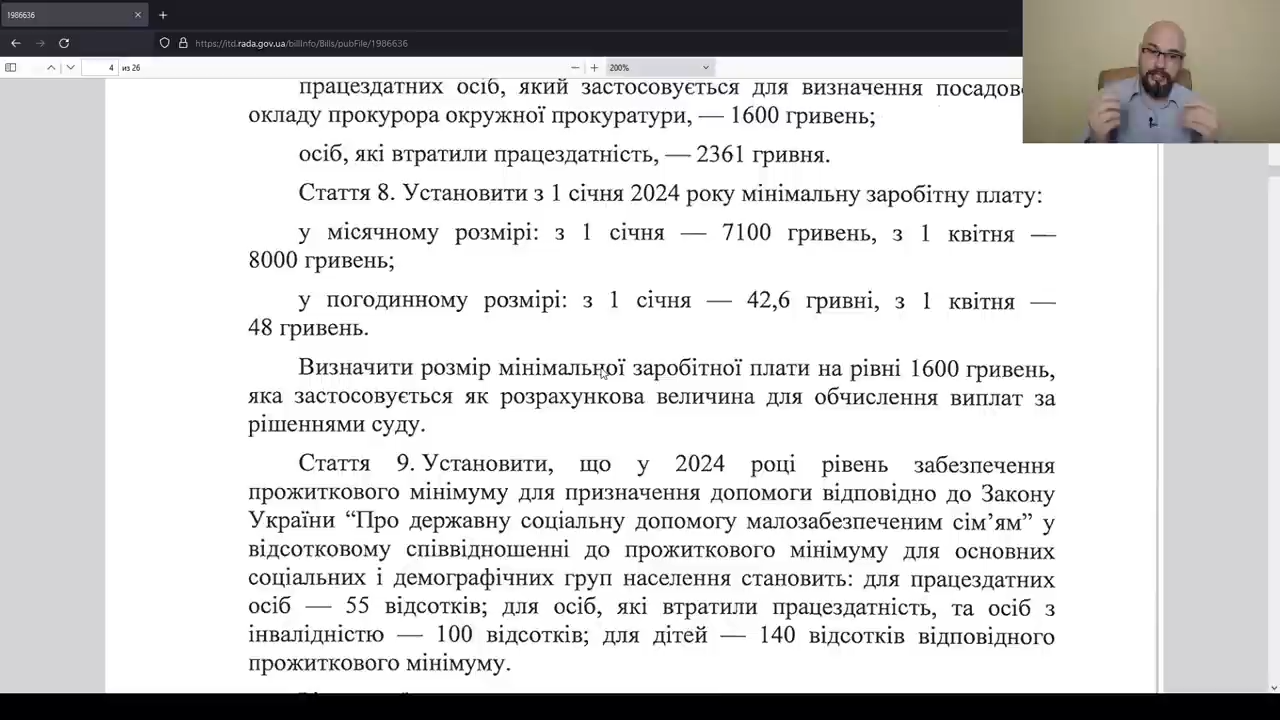 1986636
https://itd.rada.gov.ua/billInfo/Bills/pubFile/1986636
4 из 26
200%
працездатних осіб, який застосовується для визначення
окладу прокурора окружної прокуратури, — 1600 гривень;
осіб, які втратили працездатність, — 2361 гривня.
Стаття 8. Установити з 1 січня 2024 року мінімальну заробітну плату:
у місячному розмірі: з 1 січня — 7100 гривень, з 1 квітня —
8000 гривень;
у погодинному розмірі: з 1 січня — 42,6 гривні, з 1 квітня —
48 гривень.
Визначити розмір мінімальної заробітної плати на рівні 1600 гривень,
яка застосовується як розрахункова величина для обчислення виплат за
рішеннями суду.
Стаття 9. Установити, що у 2024 році рівень забезпечення
прожиткового мінімуму для призначення допомоги відповідно до Закону
України “Про державну соціальну допомогу малозабезпеченим сім’ям” у
відсотковому співвідношенні до прожиткового мінімуму для основних
соціальних і демографічних груп населення становить: для працездатних
осіб — 55 відсотків; для осіб, які втратили працездатність, та осіб з
інвалідністю — 100 відсотків; для дітей — 140 відсотків відповідного
прожиткового мінімуму.